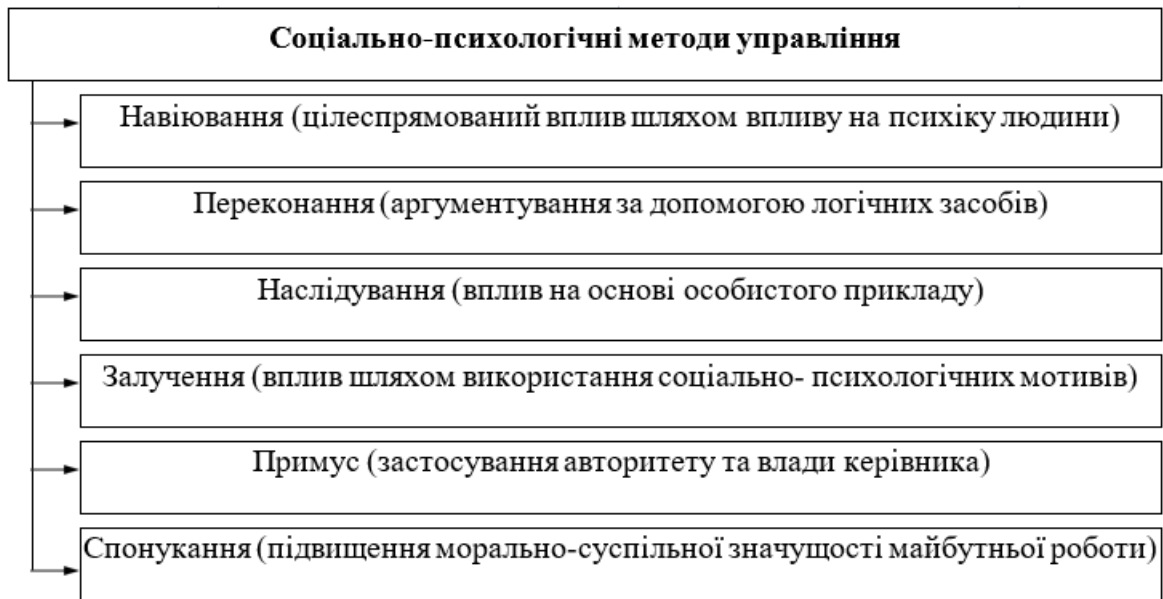 Соціально-психологічні методи управління
Навіювання (цілеспрямований вплив шляхом впливу на психіку людини)
Переконання (аргументування за допомогою логічних засобів)
Наслідування (вплив на основі особистого прикладу)
Залучення (вплив шляхом використання соціально- психологічних мотивів)
Примус (застосування авторитету та влади керівника)
Спонукання (підвищення морально-суспільної значущості майбутньої роботи)